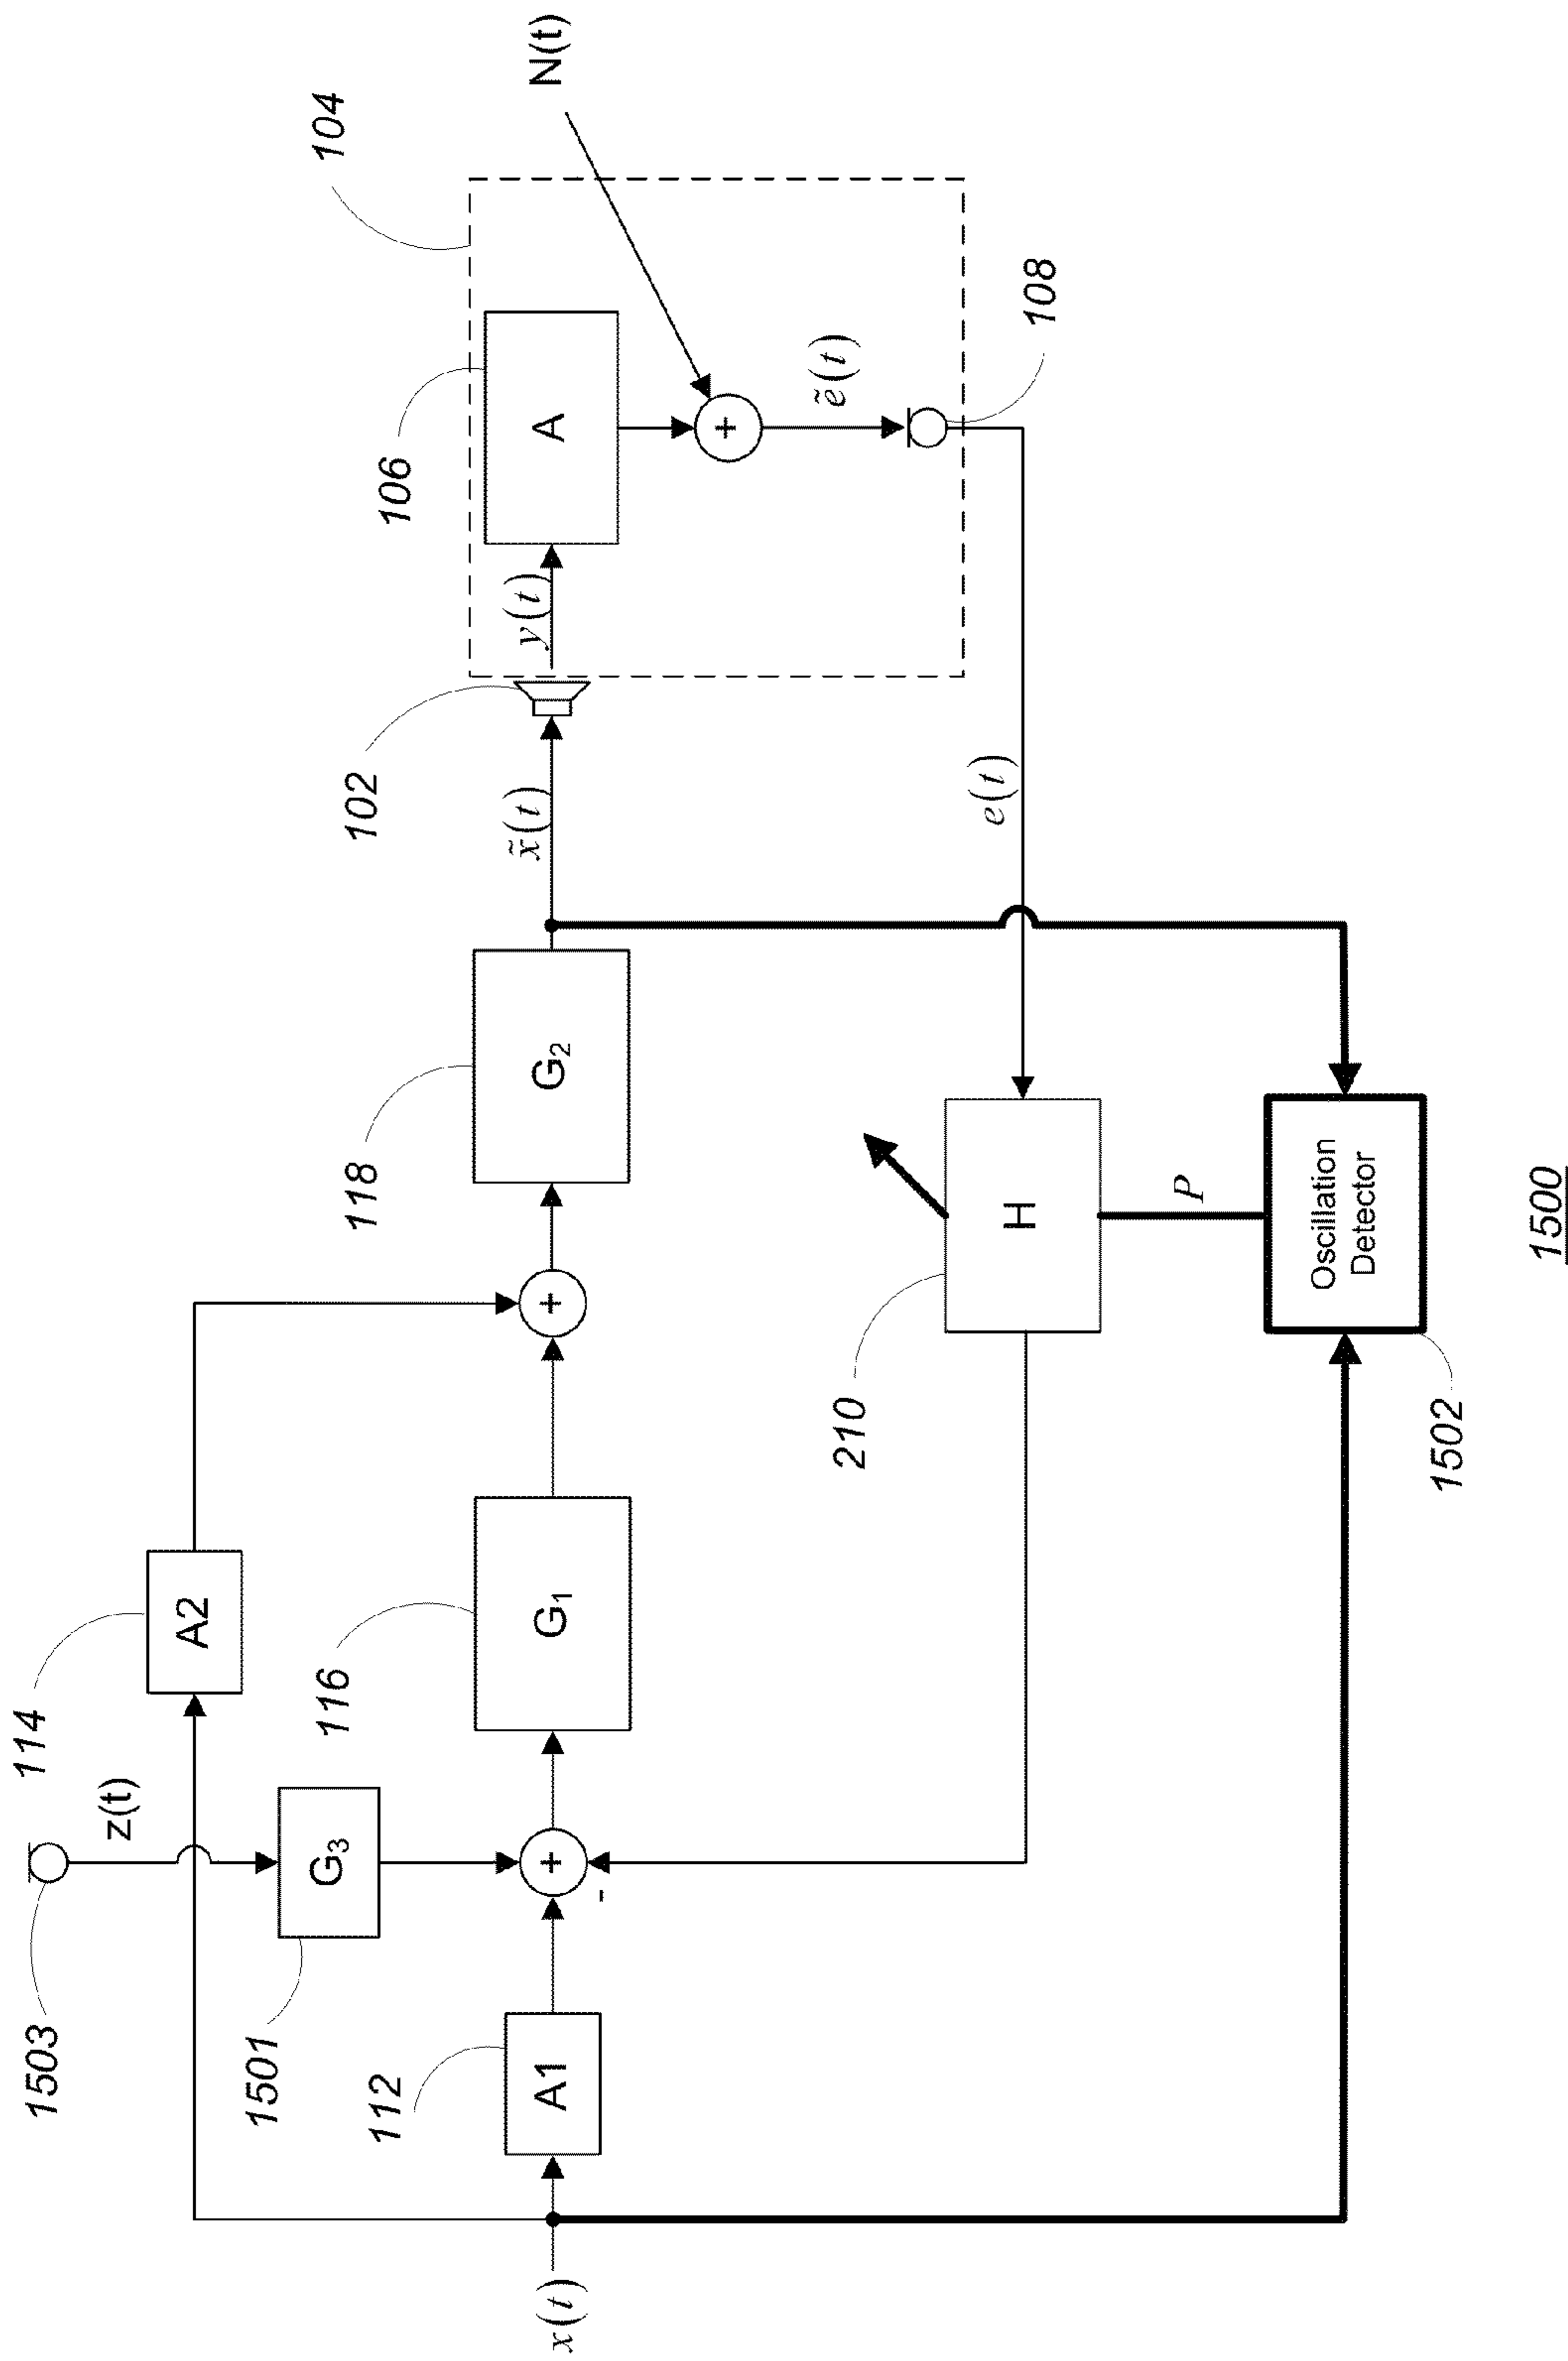 1503
z(t)
114
A2
1501
G₃
104
N(t)
112
A1
116
G₁
118
G₂
102
106
A
x(t)
+
-
+
x̃(t)
y(t)
+
ẽ(t)
108
e(t)
210
H
P
Oscillation
Detector
1502
1500